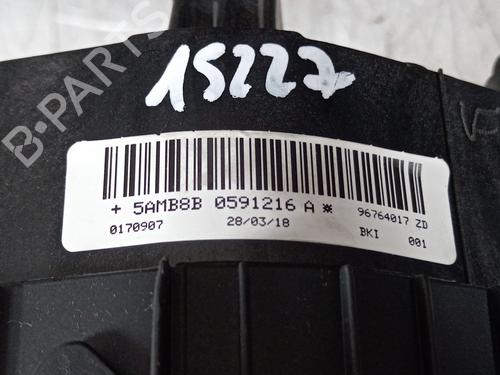 B-PARTS
15227
+ 5AMB8B 0591216 A *
96764017 ZD
0170907
28/03/18
BKI
001